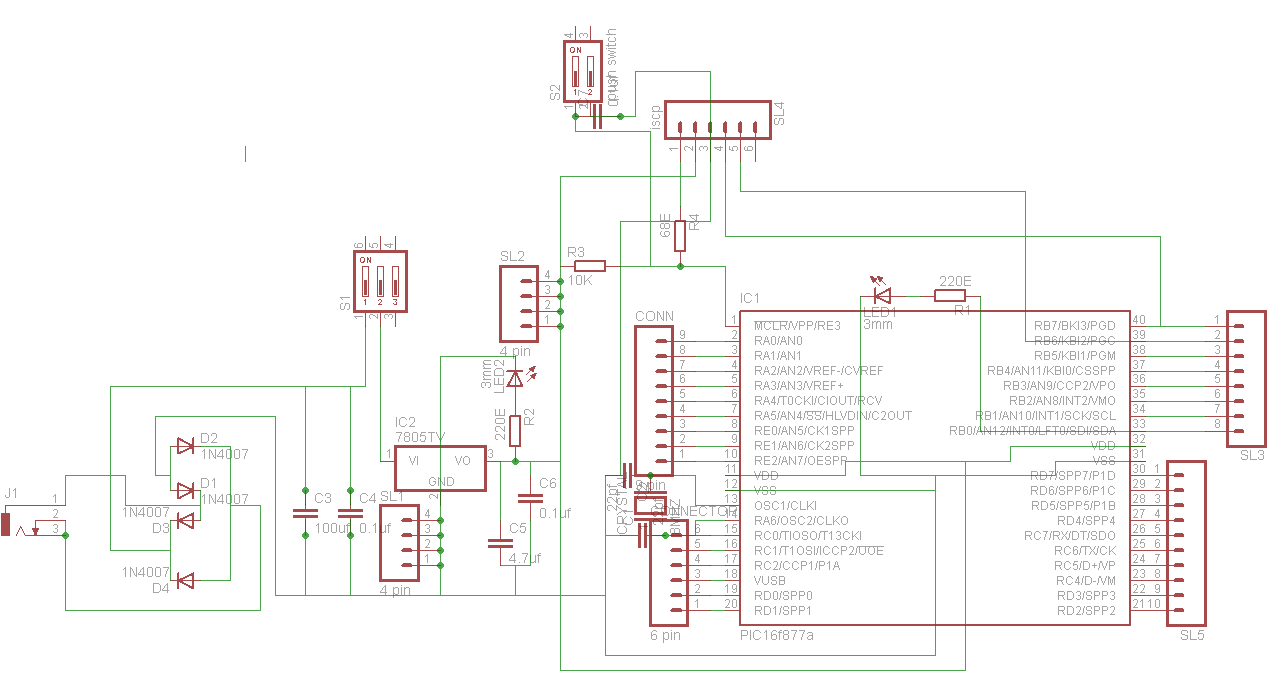 4 3
ON
1 2
S2
push switch
1
iscp
SL4
1 2 3 4 5 6
68E
R4
6 5 4
ON
1 2 3
S1
1 2 3
SL2
4
3
2
1
4 pin
R3
10K
220E
R1
LED1
3mm
3mm
LED2
220E
R2
IC2
7805TV
1 VI VO 3
GND
2
C6
0.1uf
C5
4.7uf
SL1
4
3
2
1
4 pin
C3
100uf
C4
0.1uf
D2
1N4007
D1
1N4007
1N4007
D3
1N4007
D4
J1
1
2
3
CONN
9
8
7
6
5
4
3
2
1
9 pin
22pf
CRYSTAL
CONNECTOR
6
5
4
3
2
1
6 pin
IC1
1 MCLR/VPP/RE3
2 RA0/AN0
3 RA1/AN1
4 RA2/AN2/VREF-/CVREF
5 RA3/AN3/VREF+
6 RA4/T0CKI/CIOUT/RCV
7 RA5/AN4/SS/HLVDIN/C2OUT
8 RE0/AN5/CK1SPP
9 RE1/AN6/CK2SPP
10 RE2/AN7/OESPP
11 VDD
12 VSS
13 OSC1/CLKI
14 RA6/OSC2/CLKO
15 RC0/TIOSO/T13CKI
16 RC1/T1OSI/ICCP2/UOE
17 RC2/CCP1/P1A
18 VUSB
19 RD0/SPP0
20 RD1/SPP1
RB7/BKI3/PGD 40
RB6/KBI2/PGC 39
RB5/KBI1/PGM 38
RB4/AN11/KBI0/CSSPP 37
RB3/AN9/CCP2/VPO 36
RB2/AN8/INT2/VMO 35
RB1/AN10/INT1/SCK/SCL 34
RB0/AN12/INT0/LFT0/SDI/SDA 33
VDD 32
VSS 31
RD7/SPP7/P1D 30
RD6/SPP6/P1C 29
RD5/SPP5/P1B 28
RD4/SPP4 27
RC7/RX/DT/SDO 26
RC6/TX/CK 25
RC5/D+/VP 24
RC4/D-/VM 23
RD3/SPP3 22
RD2/SPP2 21
PIC16f877a
1
2
3
4
5
6
7
8
SL3
1
2
3
4
5
6
7
8
9
10
SL5